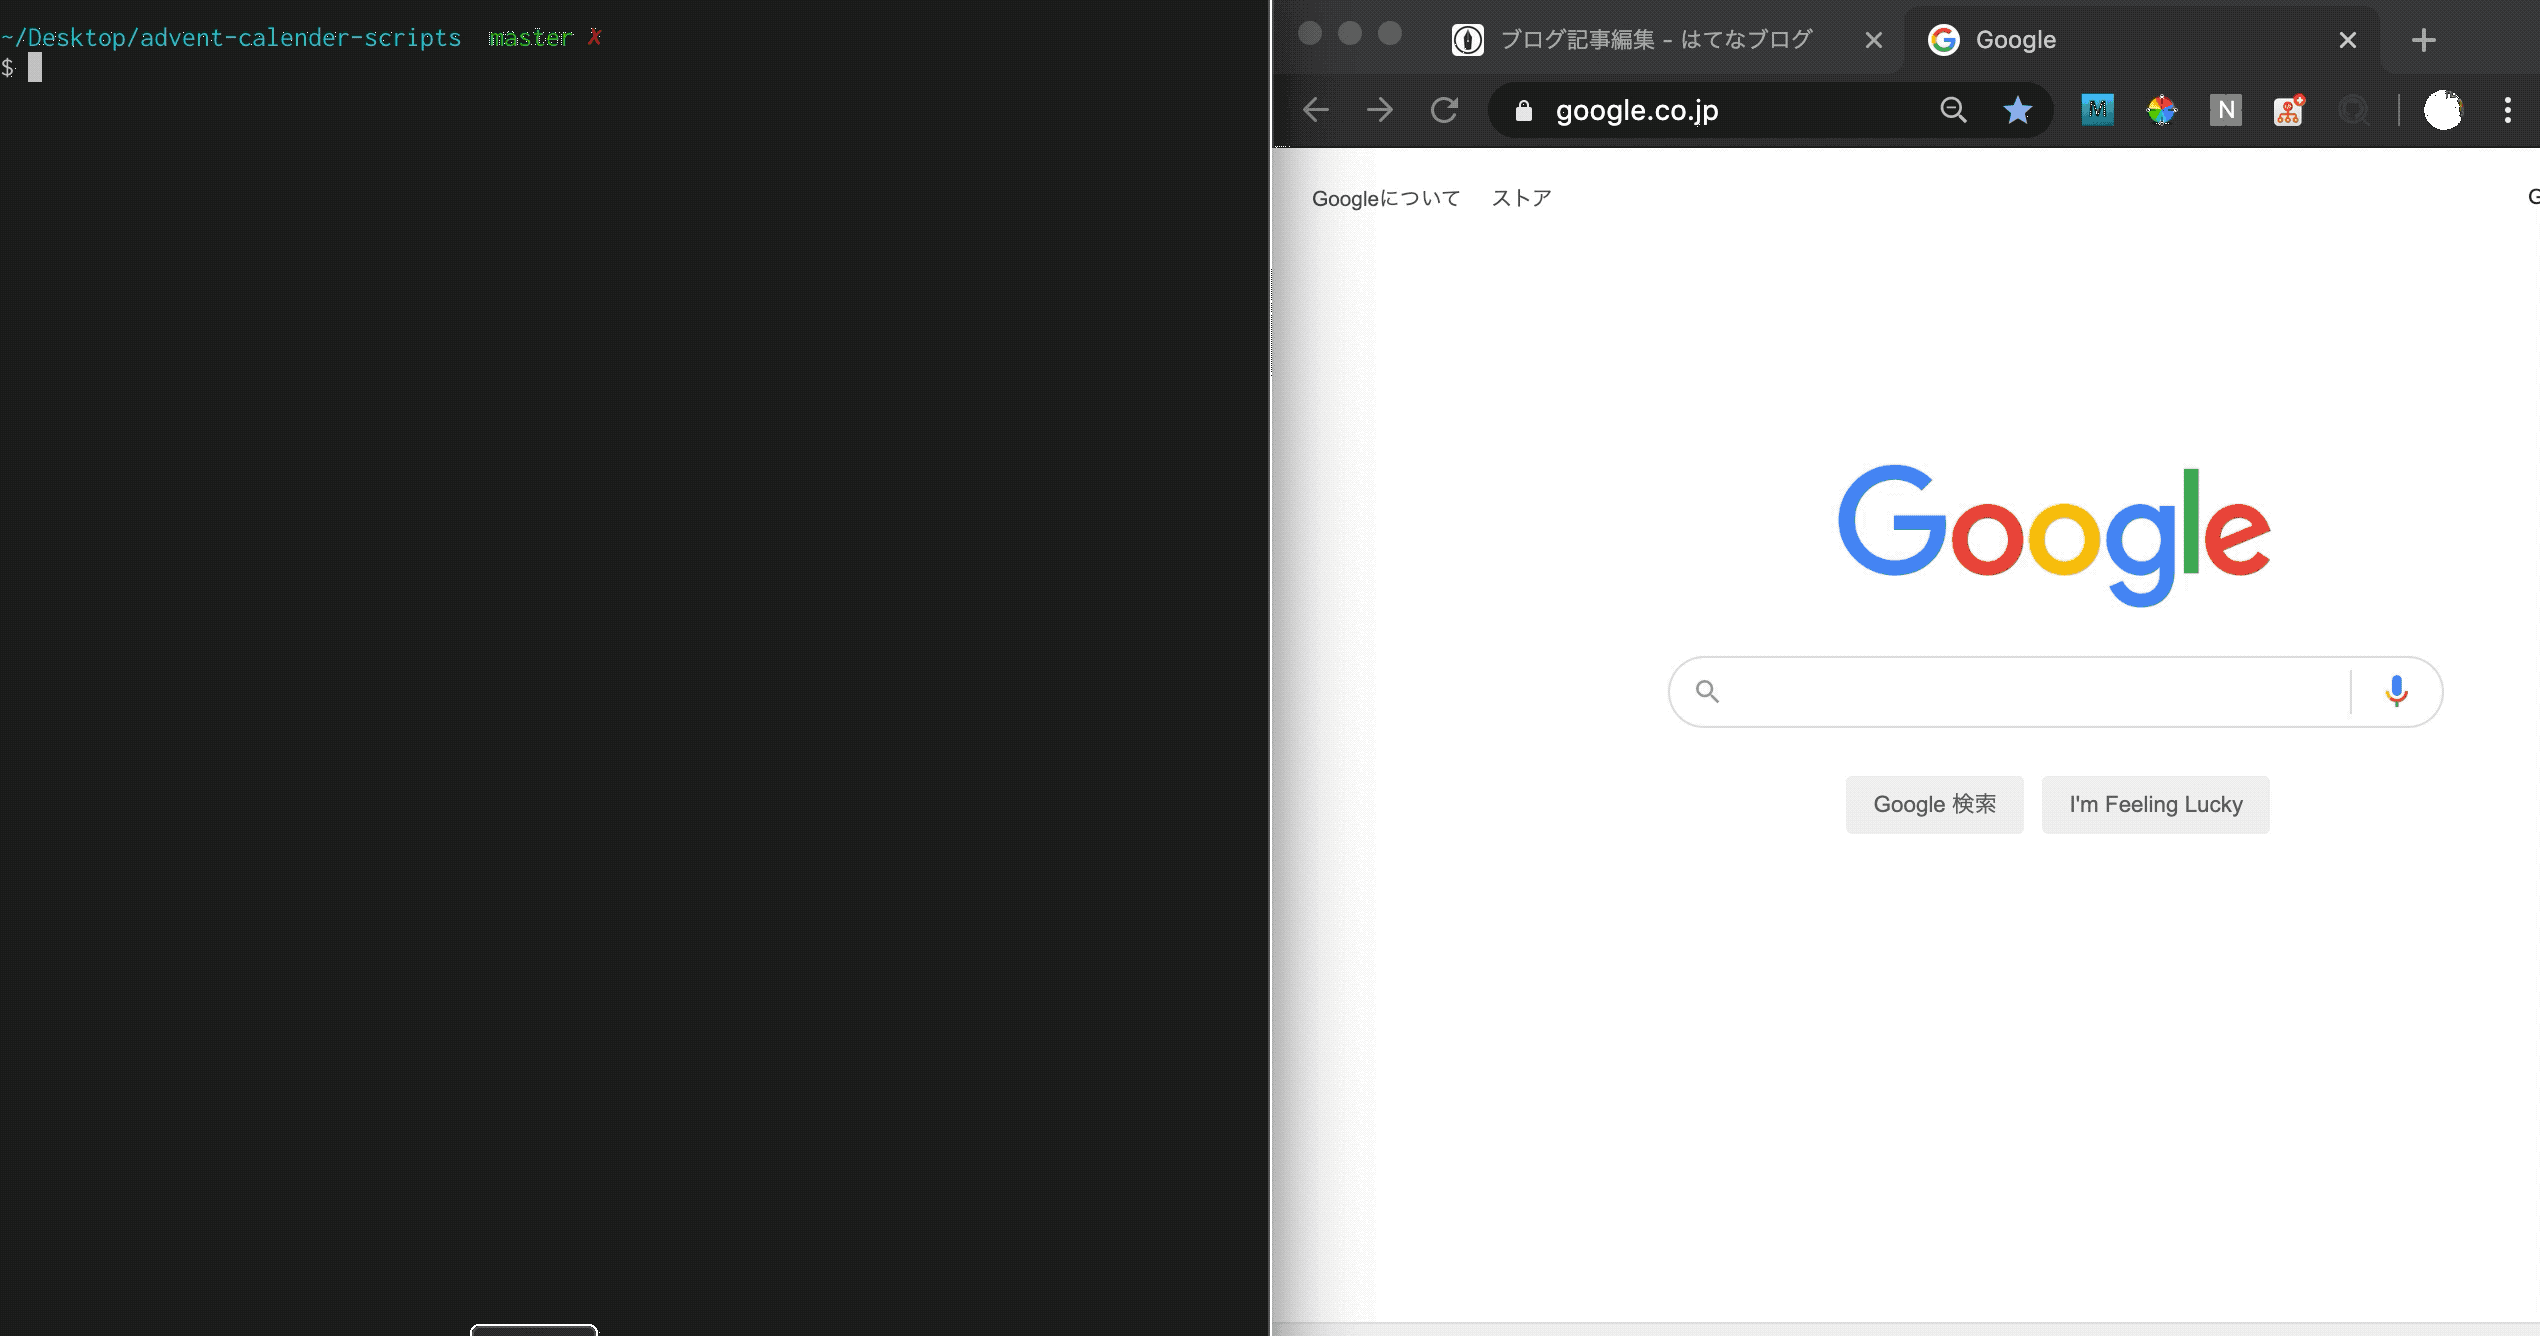 ~/Desktop/advent-calender-scripts master ✗
$
ブログ記事編集 - はてなブログ
Google
google.co.jp
M
N
Googleについて ストア
G
Google
Google 検索 I'm Feeling Lucky